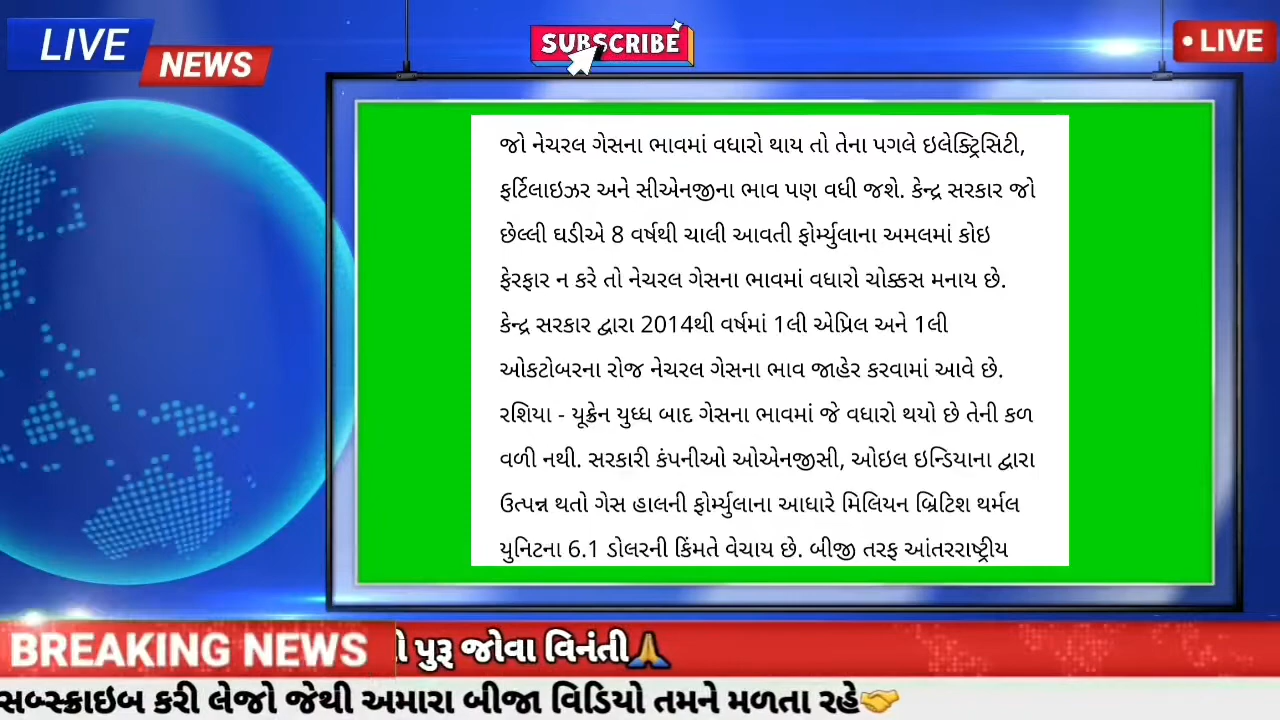 LIVE
NEWS
SUBSCRIBE
LIVE
જો નેચરલ ગેસના ભાવમાં વધારો થાય તો તેના પગલે ઇલેક્ટ્રિસિટી,
ફર્ટિલાઇઝર અને સીએનજીના ભાવ પણ વધી જશે. કેન્દ્ર સરકાર જો
છેલ્લી ઘડીએ 8 વર્ષથી ચાલી આવતી ફોર્મ્યુલાના અમલમાં કોઇ
ફેરફાર ન કરે તો નેચરલ ગેસના ભાવમાં વધારો ચોક્કસ મનાય છે.
કેન્દ્ર સરકાર દ્વારા 2014થી વર્ષમાં 1લી એપ્રિલ અને 1લી
ઓકટોબરના રોજ નેચરલ ગેસના ભાવ જાહેર કરવામાં આવે છે.
રશિયા - યૂક્રેન યુધ્ધ બાદ ગેસના ભાવમાં જે વધારો થયો છે તેની કળ
વળી નથી. સરકારી કંપનીઓ ઓએનજીસી, ઓઇલ ઇન્ડિયાના દ્વારા
ઉત્પન્ન થતો ગેસ હાલની ફોર્મ્યુલાના આધારે મિલિયન બ્રિટિશ થર્મલ
યુનિટના 6.1 ડોલરની કિંમતે વેચાય છે. બીજી તરફ આંતરરાષ્ટ્રીય
BREAKING NEWS
પુરૂ જોવા વિનંતી🙏
સબ્સ્ક્રાઇબ કરી લેજો જેથી અમારા બીજા વિડિયો તમને મળતા રહે🤝